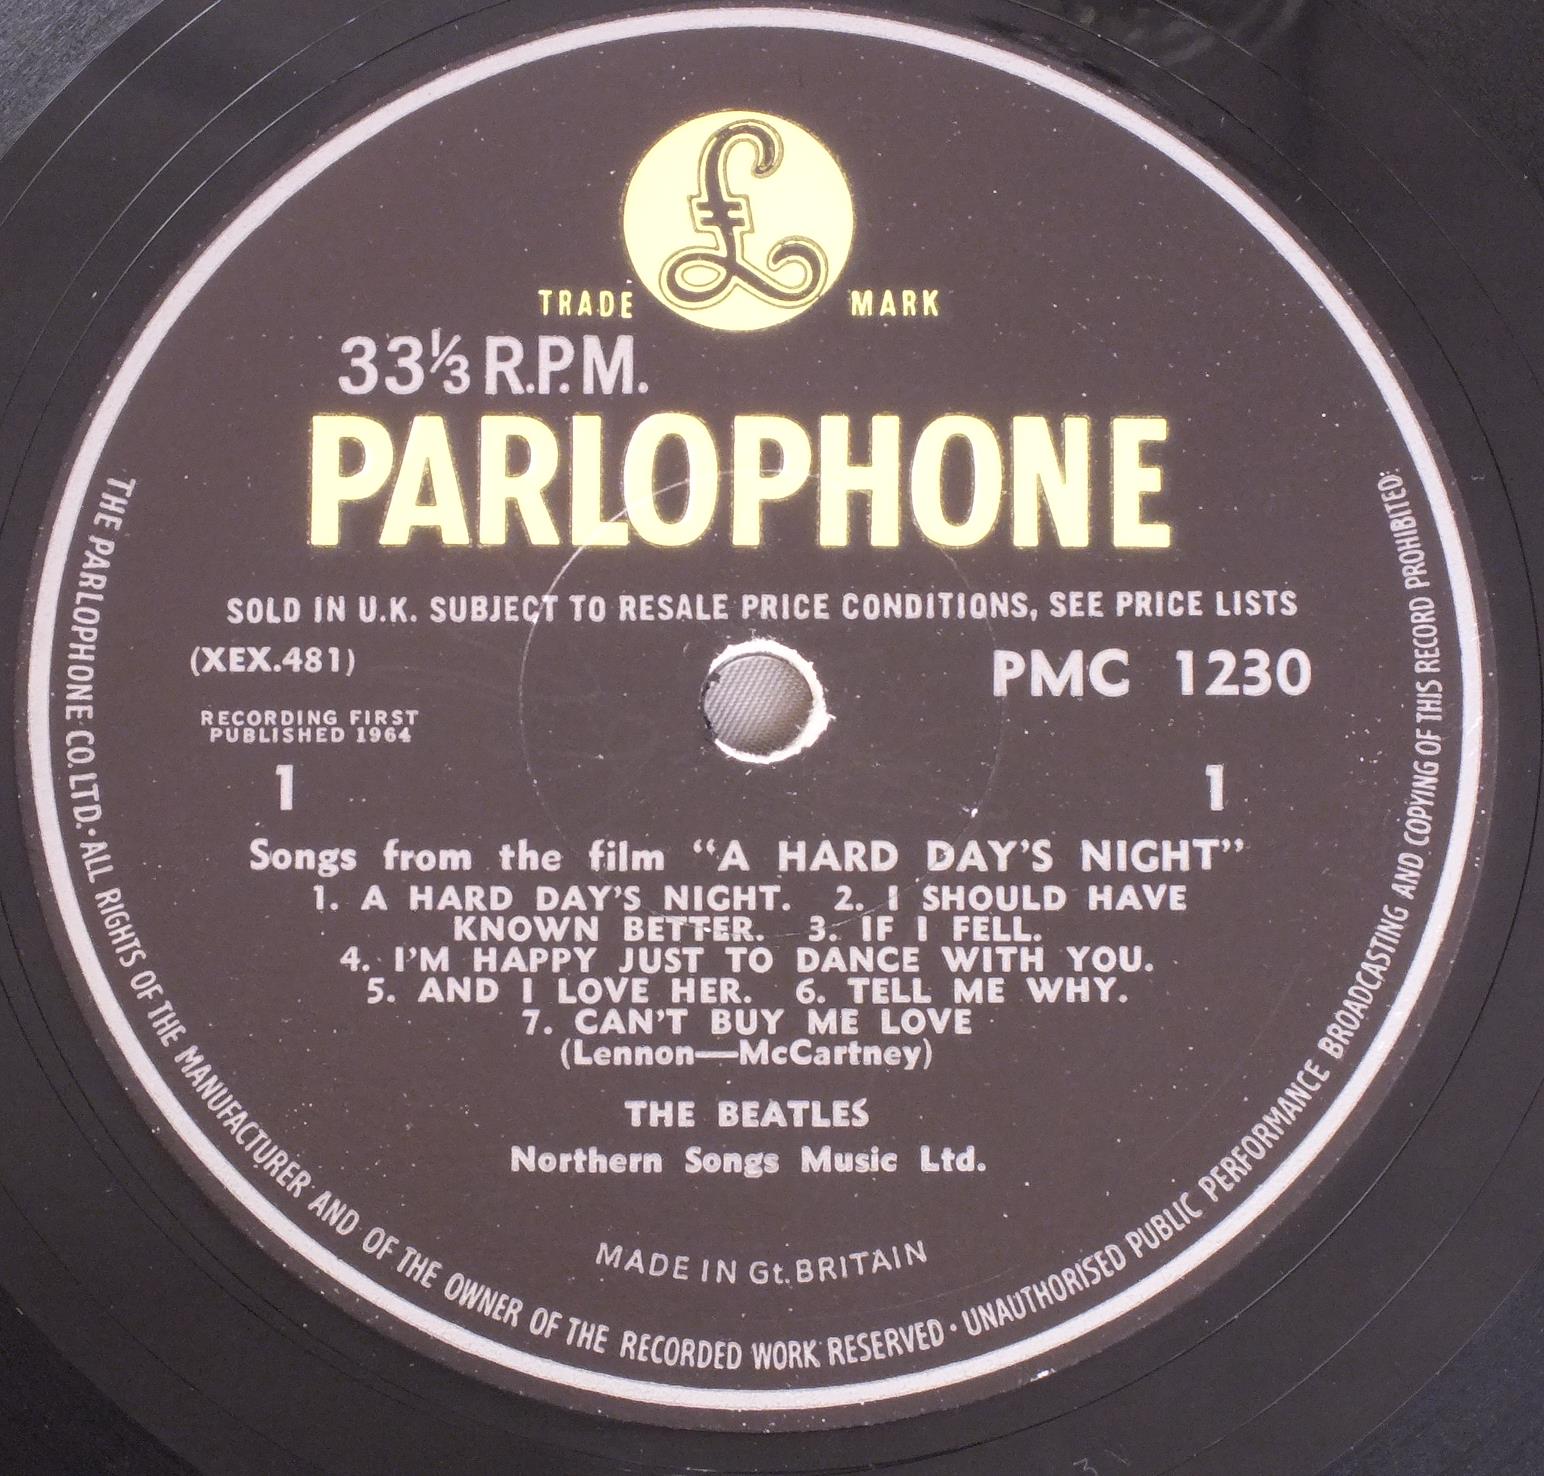 £
TRADE MARK
33⅓ R.P.M.
PARLOPHONE
SOLD IN U.K. SUBJECT TO RESALE PRICE CONDITIONS, SEE PRICE LISTS
(XEX.481) PMC 1230
RECORDING FIRST
PUBLISHED 1964
1 1
Songs from the film “A HARD DAY’S NIGHT”
1. A HARD DAY’S NIGHT. 2. I SHOULD HAVE
KNOWN BETTER. 3. IF I FELL.
4. I’M HAPPY JUST TO DANCE WITH YOU.
5. AND I LOVE HER. 6. TELL ME WHY.
7. CAN’T BUY ME LOVE
(Lennon—McCartney)
THE BEATLES
Northern Songs Music Ltd.
MADE IN Gt. BRITAIN
THE PARLOPHONE CO. LTD. · ALL RIGHTS OF THE MANUFACTURER AND OF THE OWNER OF THE RECORDED WORK RESERVED · UNAUTHORISED PUBLIC PERFORMANCE BROADCASTING AND COPYING OF THIS RECORD PROHIBITED:
3